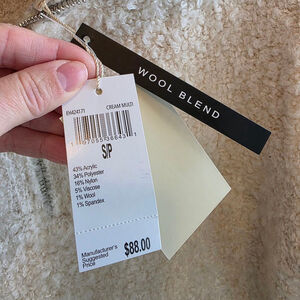 WOOL BLEND
EH424171
CREAM MULTI
S/P
43% Acrylic
34% Polyester
16% Nylon
5% Viscose
1% Wool
1% Spandex
Manufacturer's
Suggested
Price
$88.00